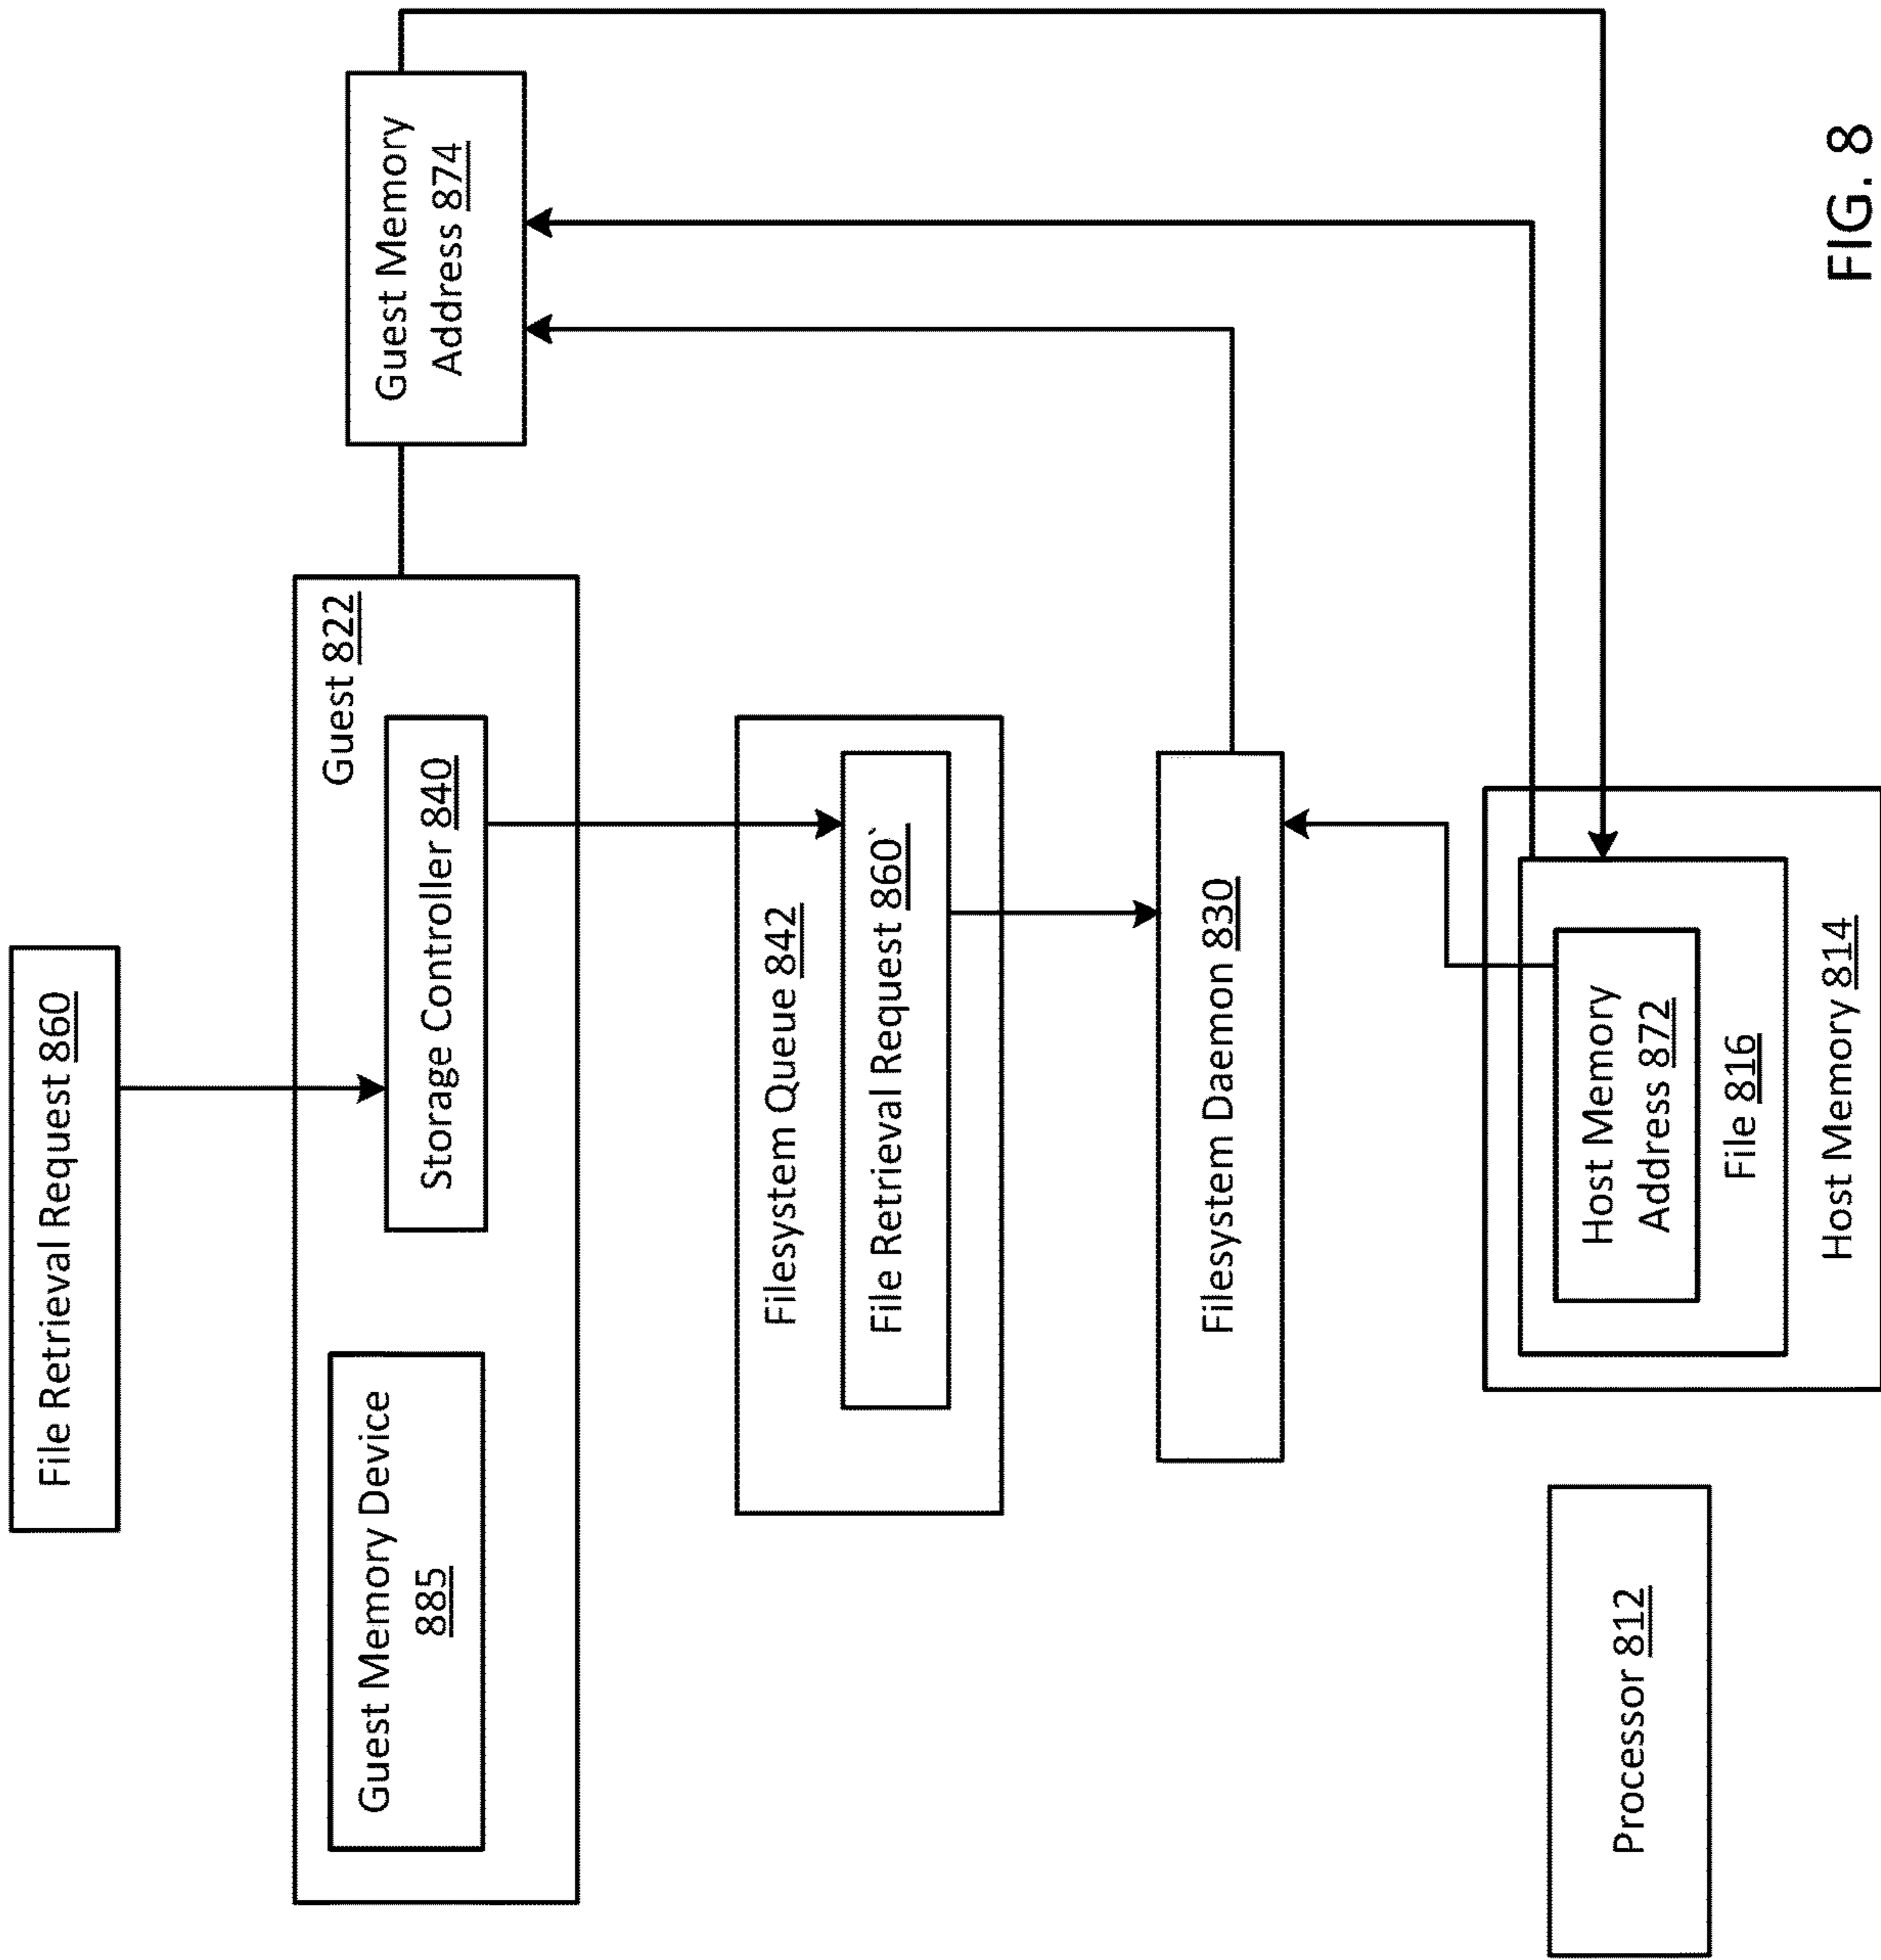 File Retrieval Request 860
Guest 822
Guest Memory Device
885
Storage Controller 840
Guest Memory
Address 874
Filesystem Queue 842
File Retrieval Request 860`
Filesystem Daemon 830
Processor 812
Host Memory
Address 872
File 816
Host Memory 814
FIG. 8